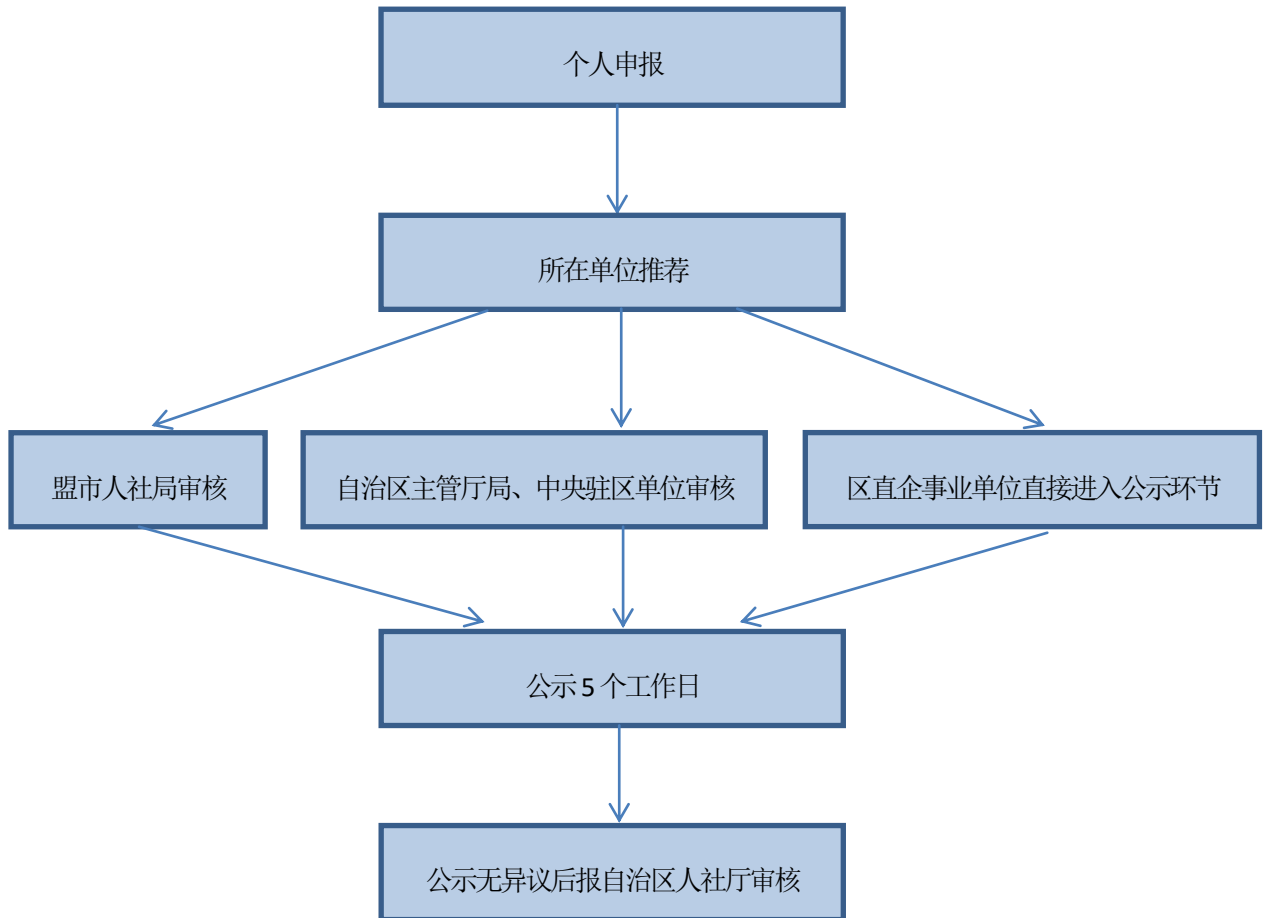 个人申报
所在单位推荐
盟市人社局审核
自治区主管厅局、中央驻区单位审核
区直企事业单位直接进入公示环节
公示 5 个工作日
公示无异议后报自治区人社厅审核